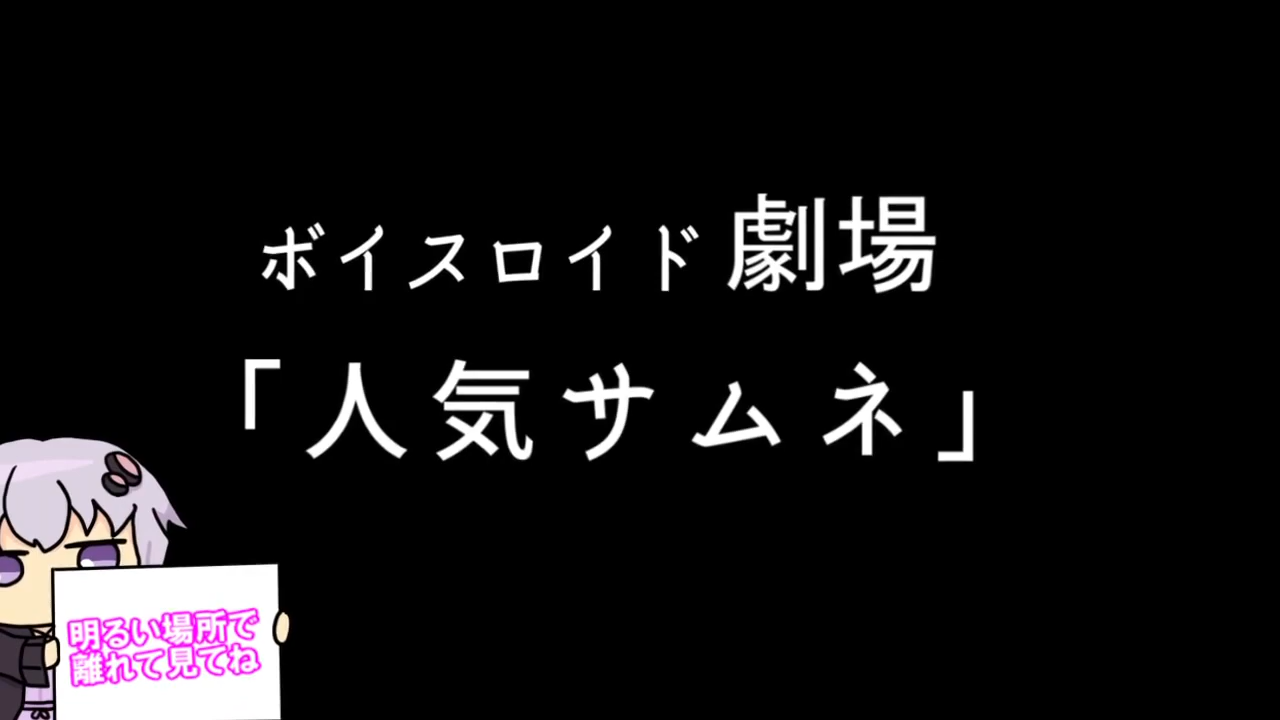 ボイスロイド劇場
「人気サムネ」
明るい場所で
離れて見てね